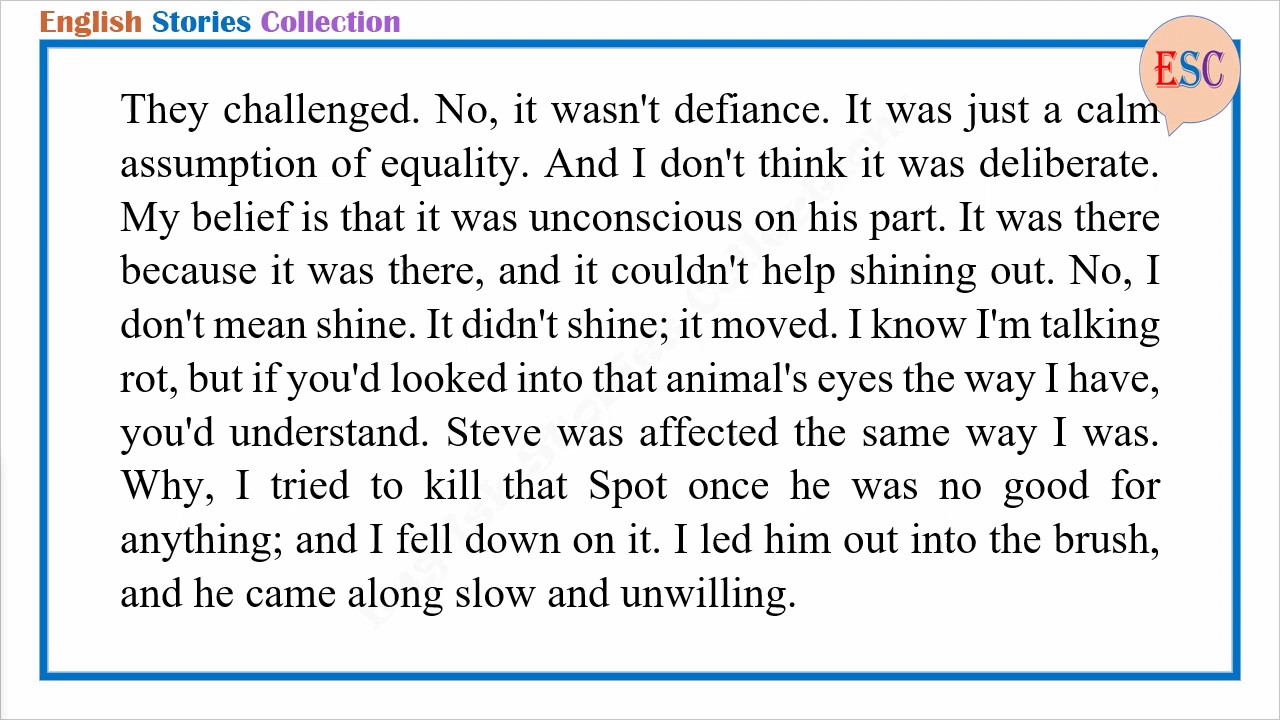 English Stories Collection
ESC
They challenged. No, it wasn't defiance. It was just a calm
assumption of equality. And I don't think it was deliberate.
My belief is that it was unconscious on his part. It was there
because it was there, and it couldn't help shining out. No, I
don't mean shine. It didn't shine; it moved. I know I'm talking
rot, but if you'd looked into that animal's eyes the way I have,
you'd understand. Steve was affected the same way I was.
Why, I tried to kill that Spot once he was no good for
anything; and I fell down on it. I led him out into the brush,
and he came along slow and unwilling.